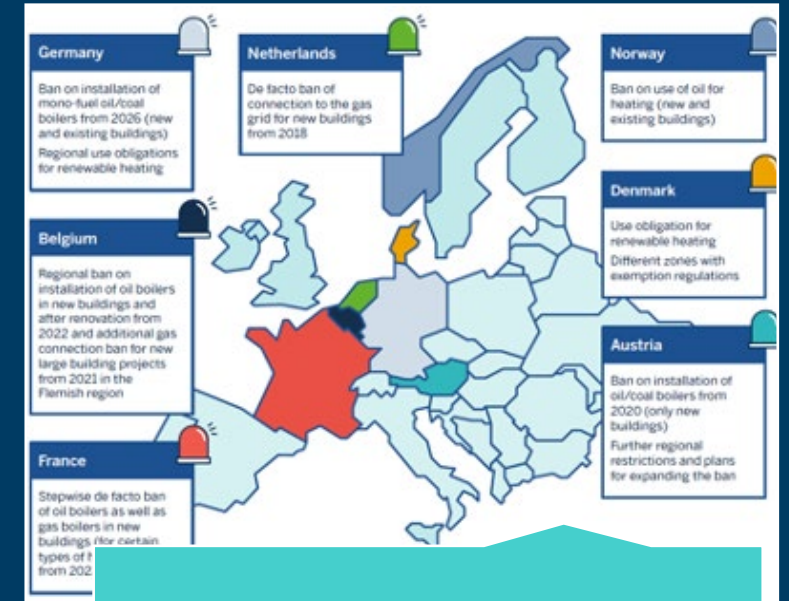 Germany
Ban on installation of
mono-fuel oil/coal
boilers from 2026 (new
and existing buildings)
Regional use obligations
for renewable heating
Netherlands
De facto ban of
connection to the gas
grid for new buildings
from 2018
Norway
Ban on use of oil for
heating (new and
existing buildings)
Denmark
Use obligation for
renewable heating
Different zones with
exemption regulations
Belgium
Regional ban on
installation of oil boilers
in new buildings and
after renovation from
2022 and additional gas
connection ban for new
large building projects
from 2021 in the
Flemish region
Austria
Ban on installation of
oil/coal boilers from
2020 (only new
buildings)
Further regional
restrictions and plans
for expanding the ban
France
Stepwise de facto ban
of oil boilers as well as
gas boilers in new
buildings (for certain
types of
from